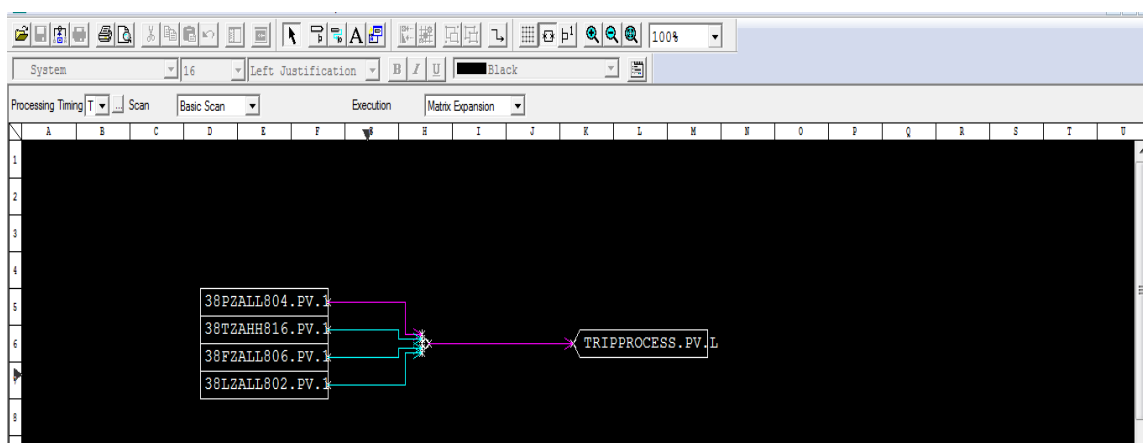 100%
System 16 Left Justification B I U Black
Processing Timing T ... Scan Basic Scan Execution Matrix Expansion
A B C D E F G H I J K L M N O P Q R S T U
1
2
3
4
38PZALL804.PV.1
5
38TZAHH816.PV.1
6
TRIPPROCESS.PV.L
38FZALL806.PV.1
38LZALL802.PV.1
8